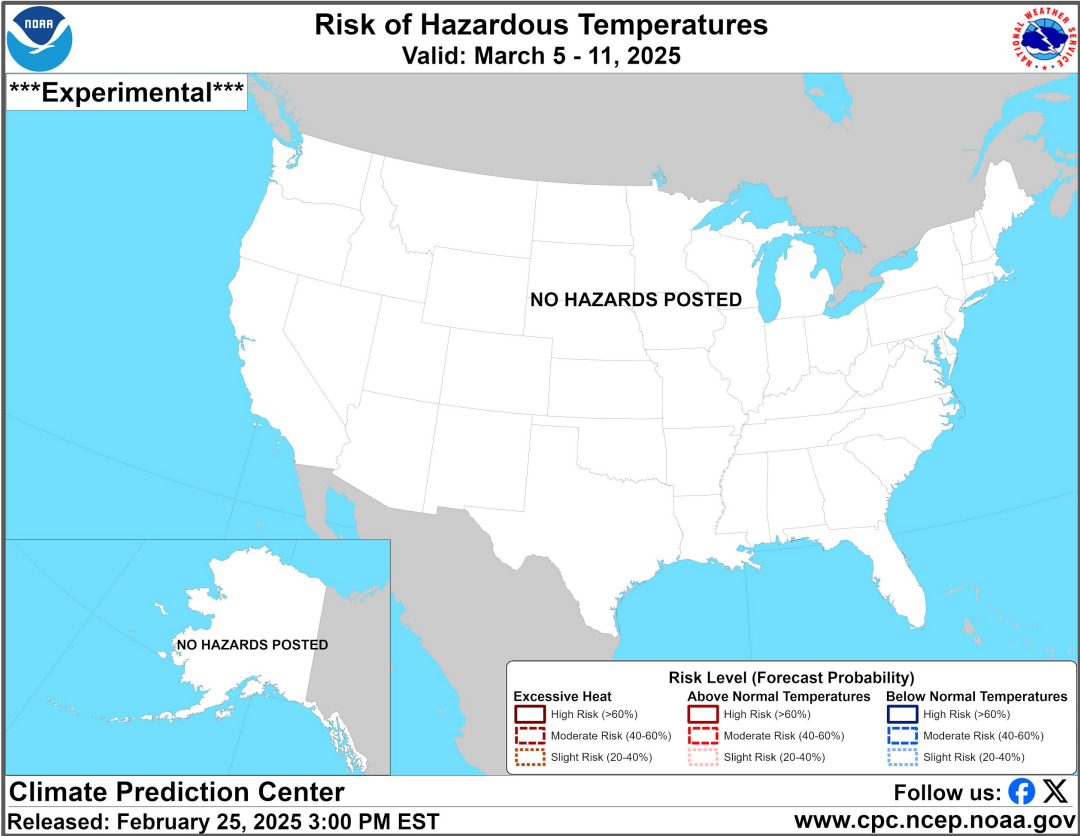 NOAA
Risk of Hazardous Temperatures
Valid: March 5 - 11, 2025
NATIONAL WEATHER SERVICE
***Experimental***
NO HAZARDS POSTED
NO HAZARDS POSTED
Risk Level (Forecast Probability)
Excessive Heat
High Risk (>60%)
Moderate Risk (40-60%)
Slight Risk (20-40%)
Above Normal Temperatures
High Risk (>60%)
Moderate Risk (40-60%)
Slight Risk (20-40%)
Below Normal Temperatures
High Risk (>60%)
Moderate Risk (40-60%)
Slight Risk (20-40%)
Climate Prediction Center
Follow us:
Released: February 25, 2025 3:00 PM EST
www.cpc.ncep.noaa.gov